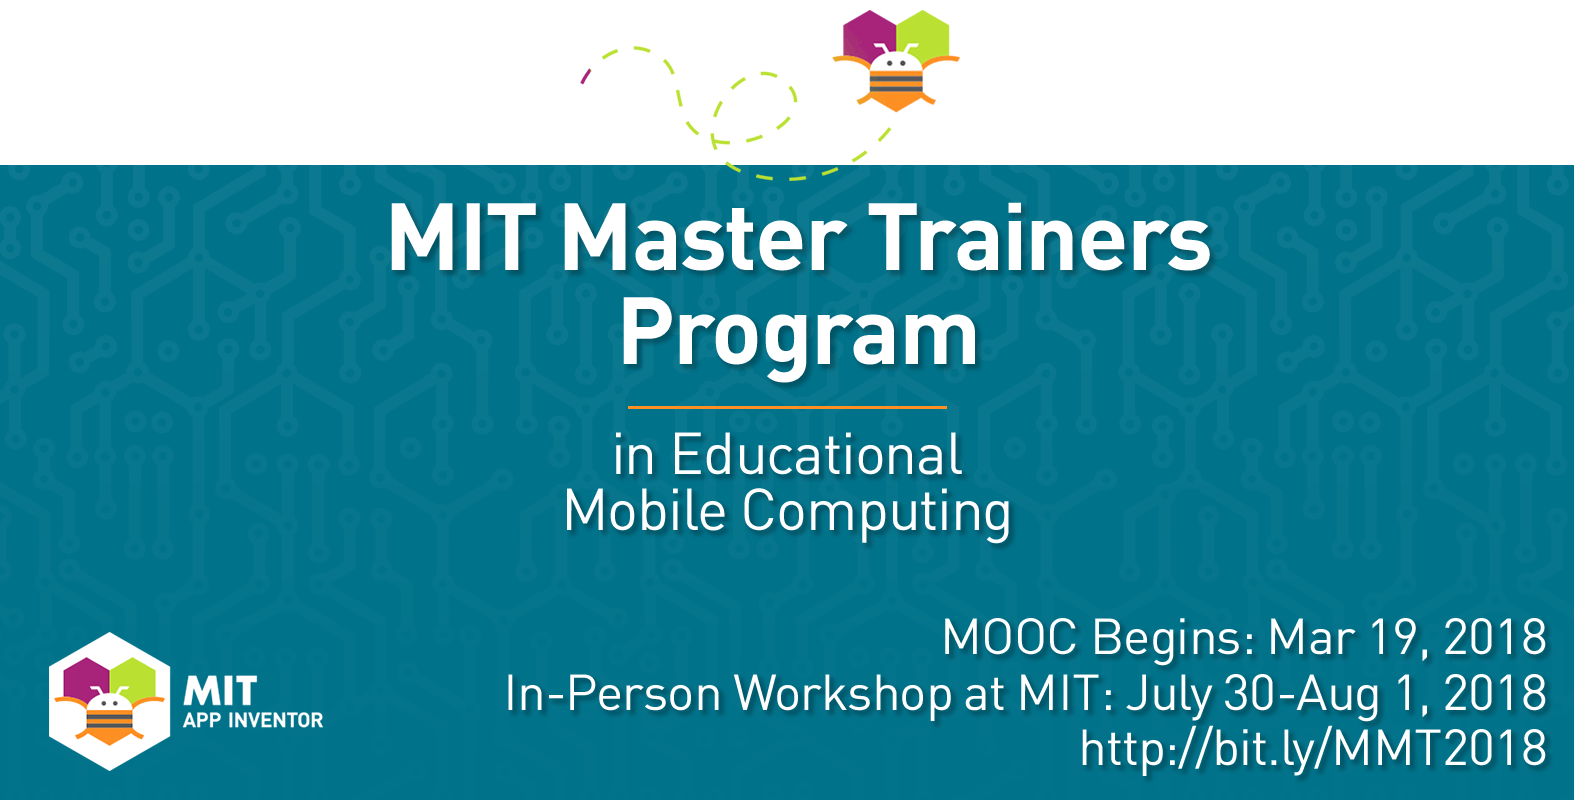 MIT Master Trainers
Program
in Educational
Mobile Computing
MOOC Begins: Mar 19, 2018
In-Person Workshop at MIT: July 30-Aug 1, 2018
http://bit.ly/MMT2018
MIT
APP INVENTOR